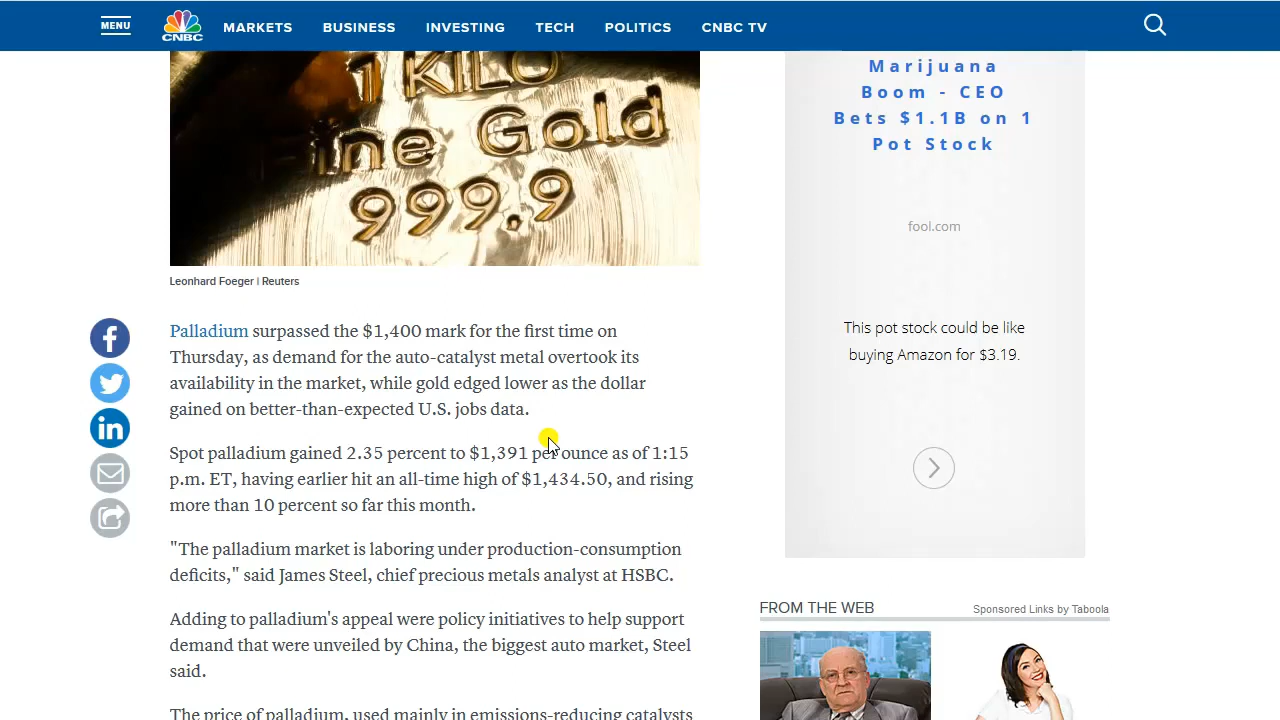 MENU
CNBC
MARKETS
BUSINESS
INVESTING
TECH
POLITICS
CNBC TV
1 KILO
Fine Gold
999.9
Leonhard Foeger | Reuters
Palladium surpassed the $1,400 mark for the first time on
Thursday, as demand for the auto-catalyst metal overtook its
availability in the market, while gold edged lower as the dollar
gained on better-than-expected U.S. jobs data.
Spot palladium gained 2.35 percent to $1,391 per ounce as of 1:15
p.m. ET, having earlier hit an all-time high of $1,434.50, and rising
more than 10 percent so far this month.
"The palladium market is laboring under production-consumption
deficits," said James Steel, chief precious metals analyst at HSBC.
Adding to palladium's appeal were policy initiatives to help support
demand that were unveiled by China, the biggest auto market, Steel
said.
The price of palladium, used mainly in emissions-reducing catalysts
Marijuana
Boom - CEO
Bets $1.1B on 1
Pot Stock
fool.com
This pot stock could be like
buying Amazon for $3.19.
FROM THE WEB
Sponsored Links by Taboola